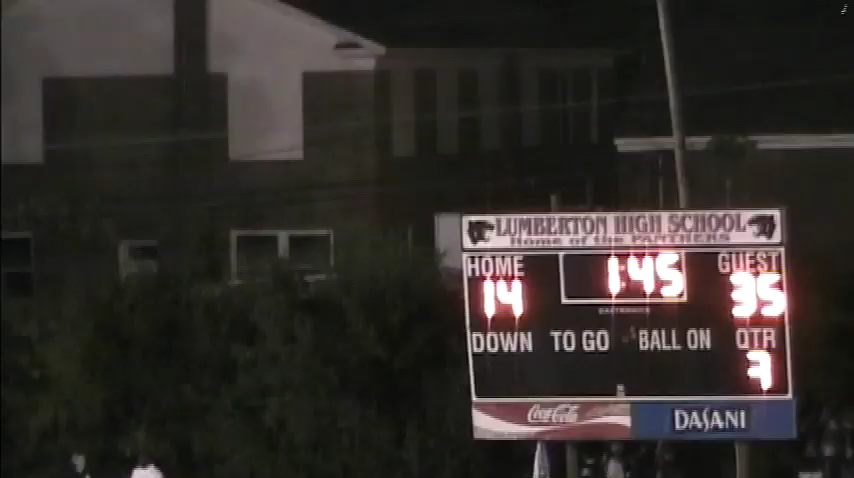 LUMBERTON HIGH SCHOOL
Home of the PANTHERS
HOME 1:45 GUEST
14 35
DOWN TO GO BALL ON QTR
3
Coca-Cola DASANI